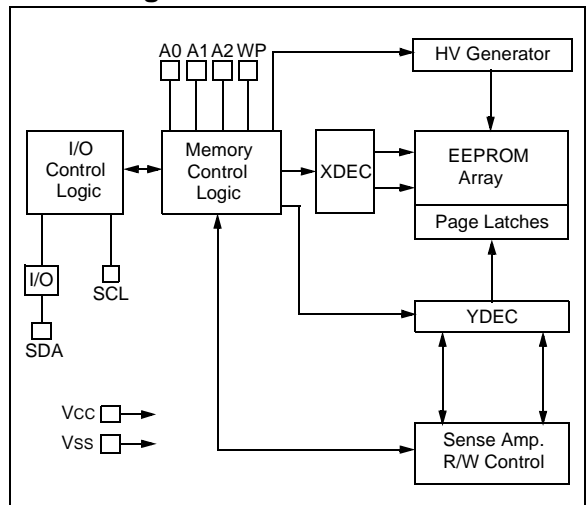 A0 A1 A2 WP
HV Generator
I/O
Control
Logic
Memory
Control
Logic
XDEC
EEPROM
Array
Page Latches
I/O
SCL
SDA
YDEC
Vcc
Vss
Sense Amp.
R/W Control